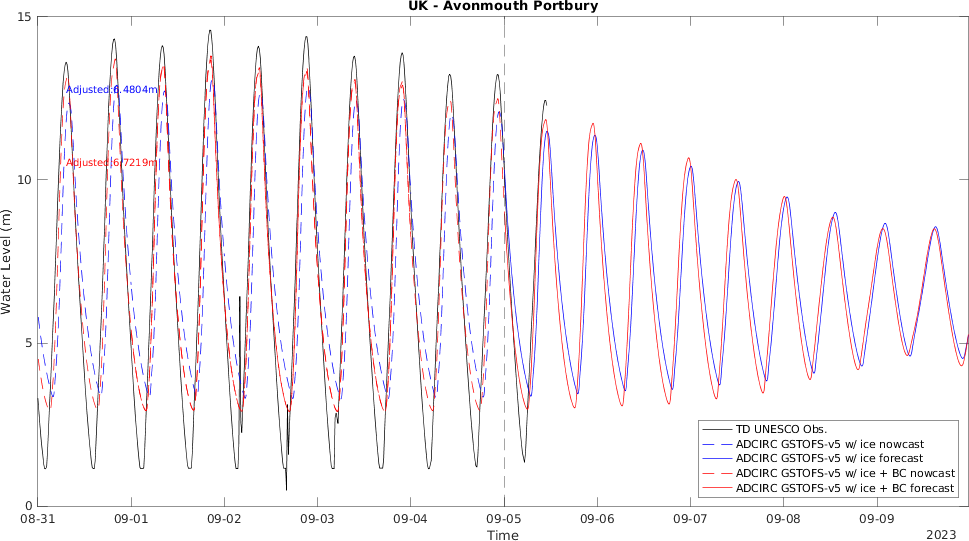 UK - Avonmouth Portbury
15
10
5
0
Water Level (m)
Adjusted:6.4804m
Adjusted:6.7219m
TD UNESCO Obs.
ADCIRC GSTOFS-v5 w/ ice nowcast
ADCIRC GSTOFS-v5 w/ ice forecast
ADCIRC GSTOFS-v5 w/ ice + BC nowcast
ADCIRC GSTOFS-v5 w/ ice + BC forecast
08-31 09-01 09-02 09-03 09-04 09-05 09-06 09-07 09-08 09-09
Time
2023